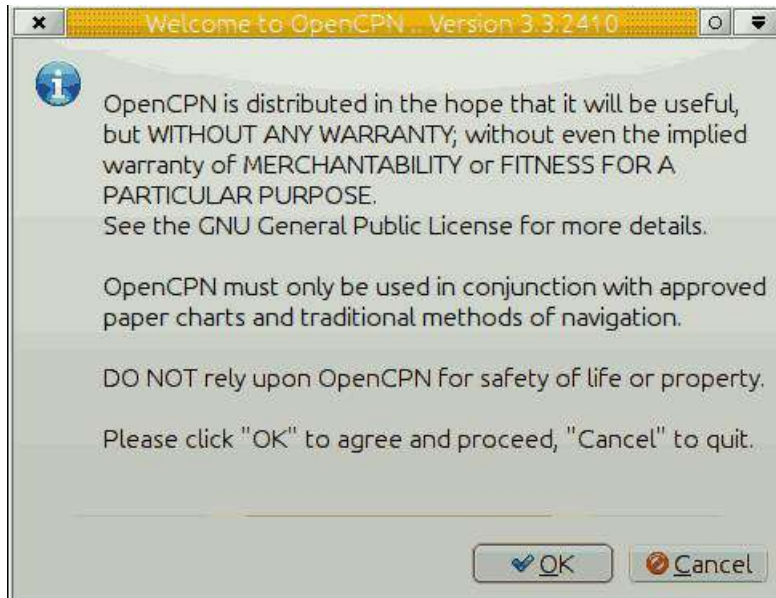 Welcome to OpenCPN .. Version 3.3.2410
OpenCPN is distributed in the hope that it will be useful,
but WITHOUT ANY WARRANTY; without even the implied
warranty of MERCHANTABILITY or FITNESS FOR A
PARTICULAR PURPOSE.
See the GNU General Public License for more details.
OpenCPN must only be used in conjunction with approved
paper charts and traditional methods of navigation.
DO NOT rely upon OpenCPN for safety of life or property.
Please click "OK" to agree and proceed, "Cancel" to quit.
OK Cancel